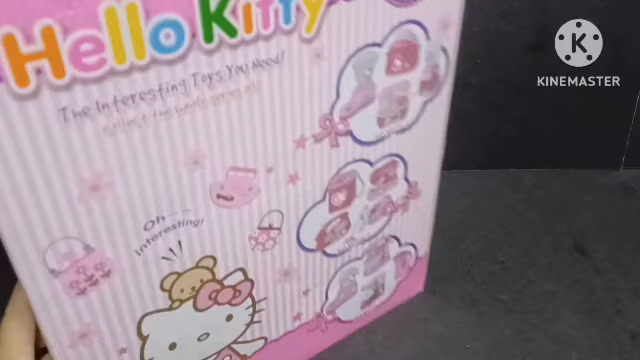 Hello Kitty
KINEMASTER
The Interesting Toys You Need!
Oh
Interesting!